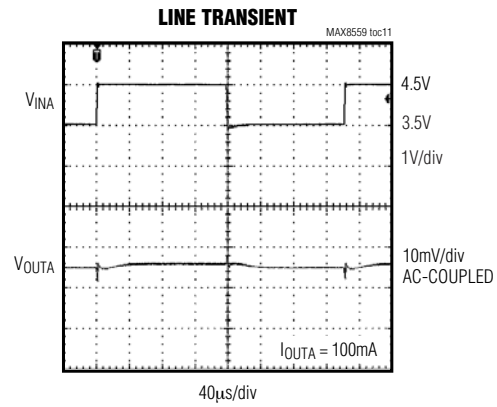 LINE TRANSIENT
MAX8559 toc11
T
VINA
4.5V
3.5V
1V/div
VOUTA
10mV/div
AC-COUPLED
IOUTA = 100mA
40µs/div